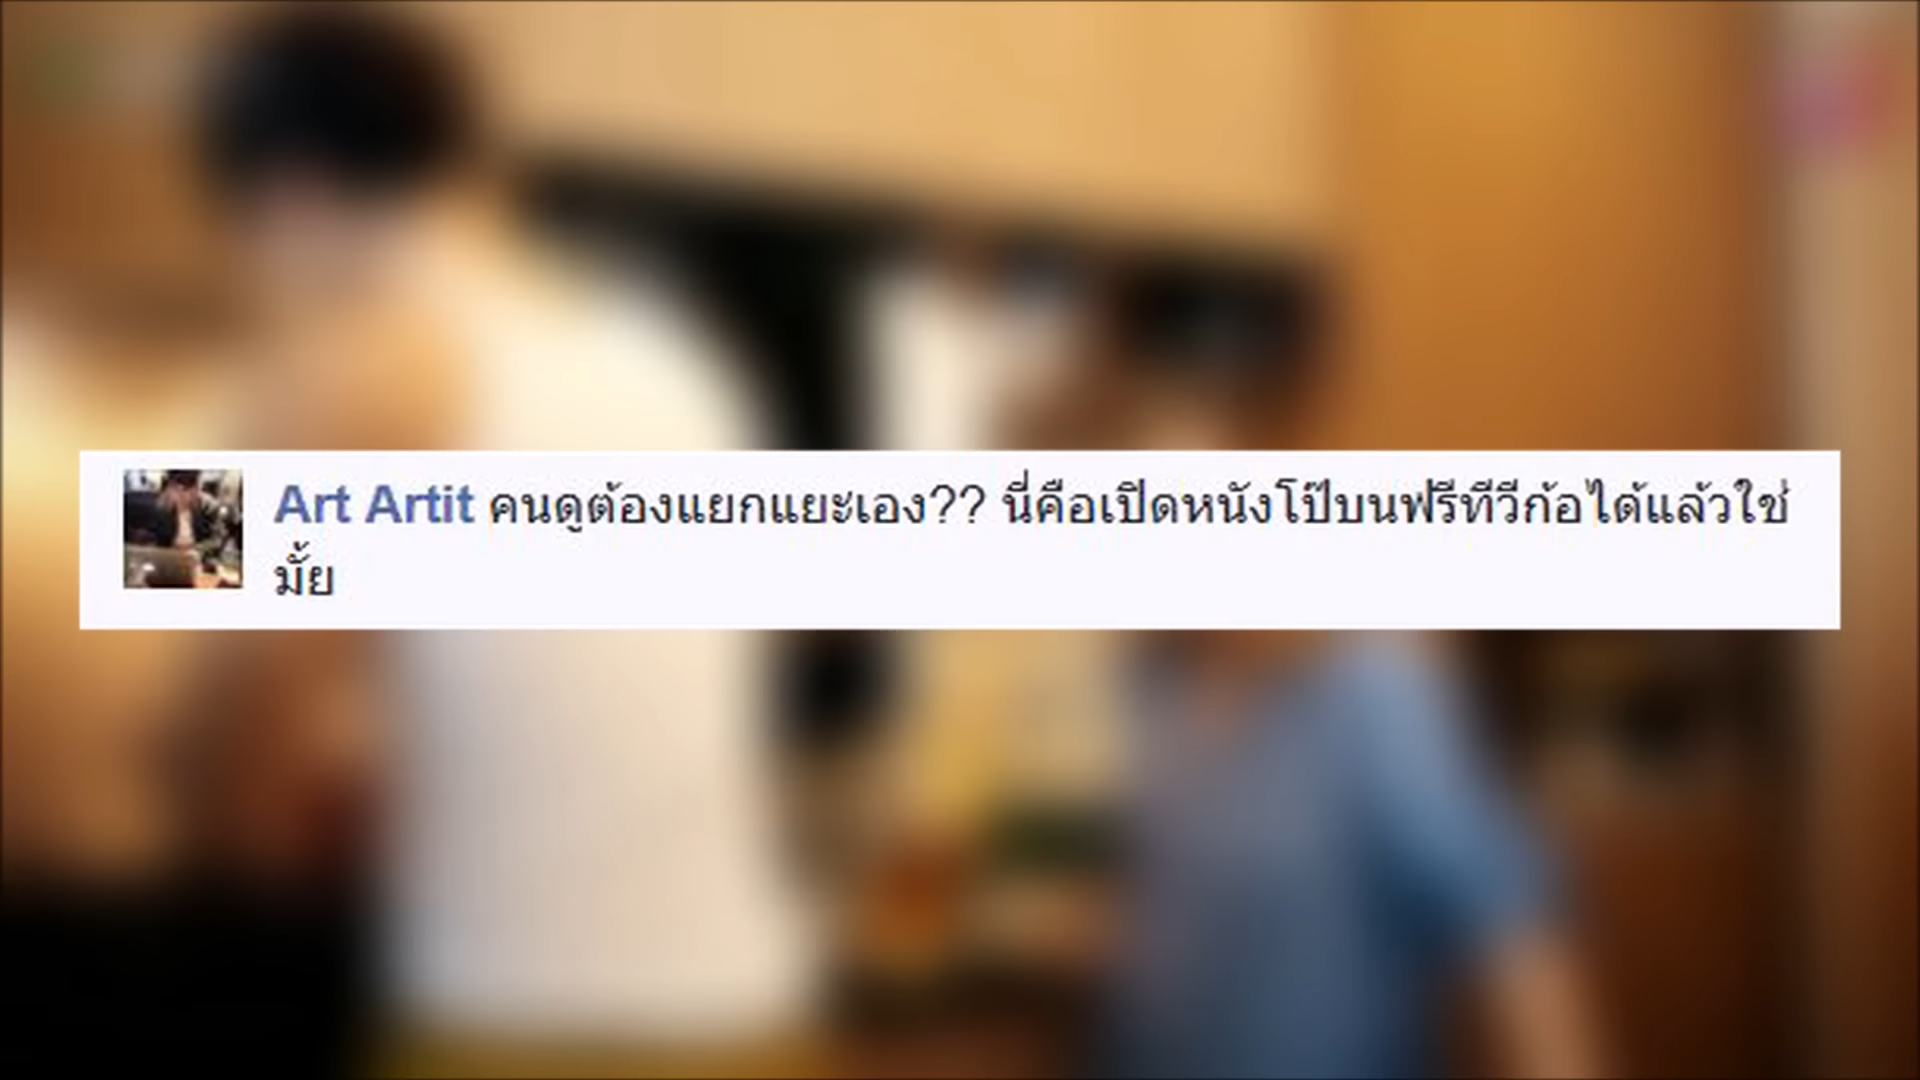 Art Artit คนดูต้องแยกแยะเอง?? นี่คือเปิดหนังโป๊บนฟรีทีวีก้อได้แล้วใช่
มั้ย